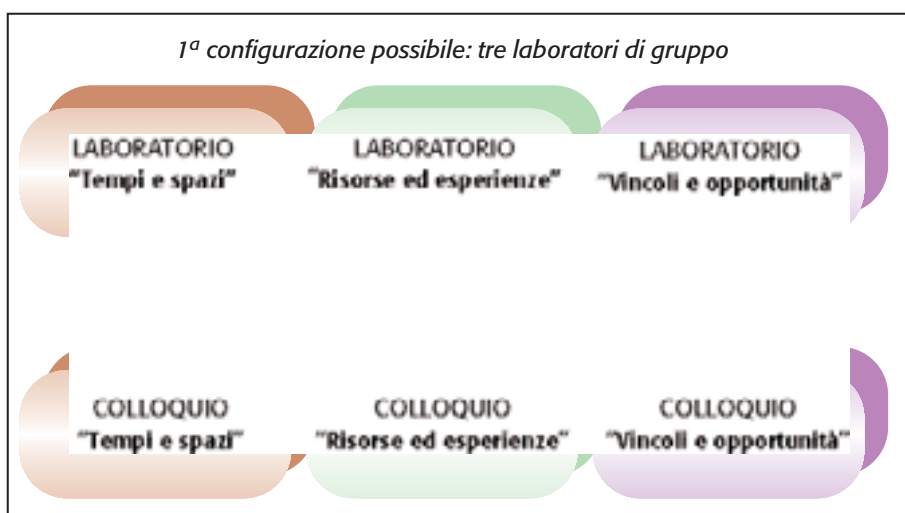 1ª configurazione possibile: tre laboratori di gruppo
LABORATORIO LABORATORIO LABORATORIO
"Tempi e spazi" "Risorse ed esperienze" "Vincoli e opportunità"
COLLOQUIO COLLOQUIO COLLOQUIO
"Tempi e spazi" "Risorse ed esperienze" "Vincoli e opportunità"